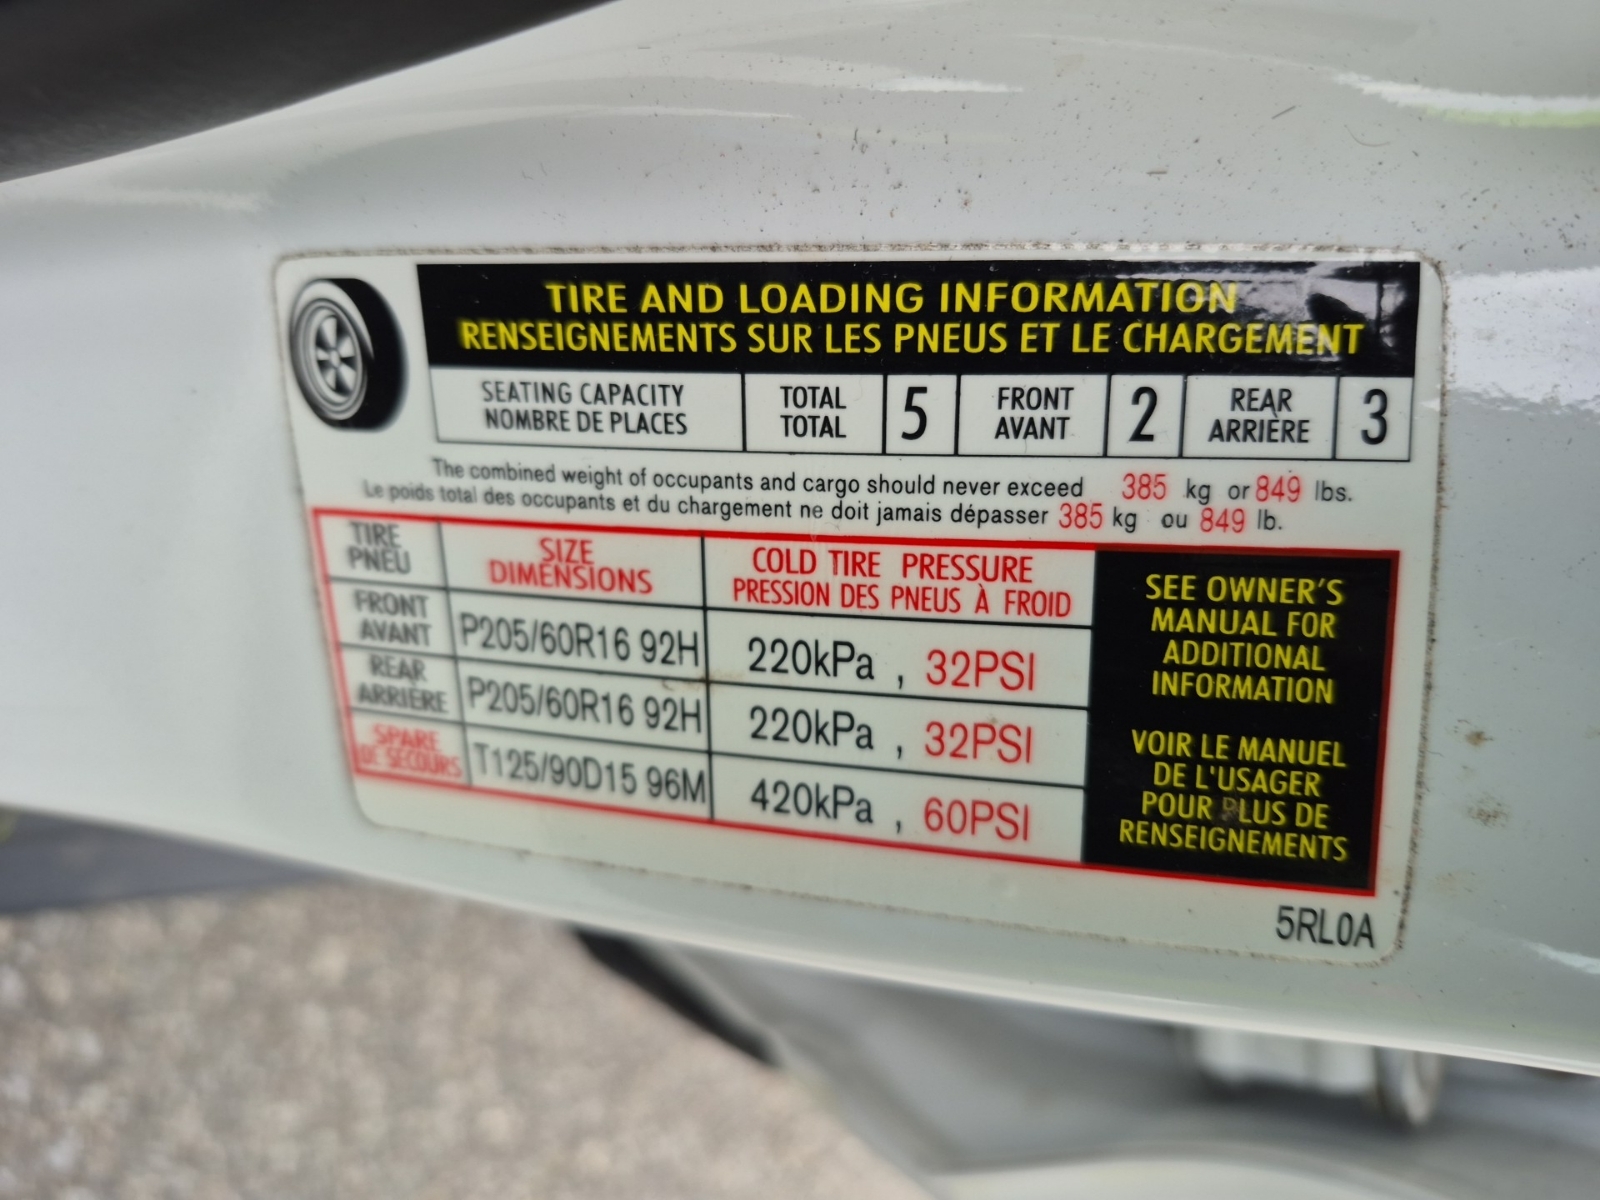 TIRE AND LOADING INFORMATION
RENSEIGNEMENTS SUR LES PNEUS ET LE CHARGEMENT
SEATING CAPACITY
NOMBRE DE PLACES
TOTAL
TOTAL
5
FRONT
AVANT
2
REAR
ARRIÈRE
3
The combined weight of occupants and cargo should never exceed 385 kg or 849 lbs.
Le poids total des occupants et du chargement ne doit jamais dépasser 385 kg ou 849 lb.
TIRE
PNEU
SIZE
DIMENSIONS
COLD TIRE PRESSURE
PRESSION DES PNEUS À FROID
FRONT
AVANT
P205/60R16 92H
220kPa , 32PSI
REAR
ARRIÈRE
P205/60R16 92H
220kPa , 32PSI
SPARE
DE SECOURS
T125/90D15 96M
420kPa , 60PSI
SEE OWNER'S
MANUAL FOR
ADDITIONAL
INFORMATION
VOIR LE MANUEL
DE L'USAGER
POUR PLUS DE
RENSEIGNEMENTS
5RL0A